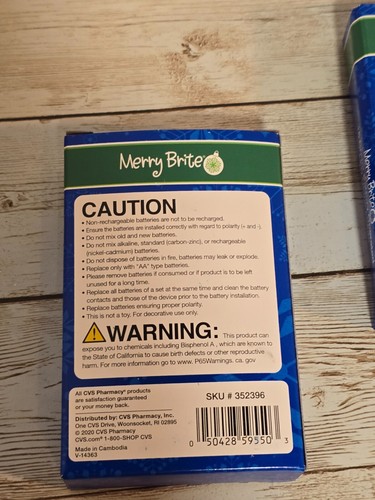 Merry Brite
CAUTION
• Non-rechargeable batteries are not to be recharged.
• Ensure the batteries are installed correctly with regard to polarity (+ and -).
• Do not mix old and new batteries.
• Do not mix alkaline, standard (carbon-zinc), or rechargeable
(nickel-cadmium) batteries.
• Do not dispose of batteries in fire, batteries may leak or explode.
• Replace only with "AA" type batteries.
• Please remove batteries if consumed or if product is to be left
unused for a long time.
• Replace all batteries of a set at the same time and clean the battery
contacts and those of the device prior to the battery installation.
• Replace batteries ensuring proper polarity.
• This is not a toy. For decorative use only.
WARNING: This product can
expose you to chemicals including Bisphenol A , which are known to
the State of California to cause birth defects or other reproductive
harm. For more information go to www. P65Warnings. ca. gov
All CVS Pharmacy® products
are satisfaction guaranteed
or your money back.
Distributed by: CVS Pharmacy, Inc.
One CVS Drive, Woonsocket, RI 02895
© 2020 CVS Pharmacy
CVS.com® 1-800-SHOP CVS
Made in Cambodia
V-14363
SKU # 352396
0 50428 59550 3
Merry Brite